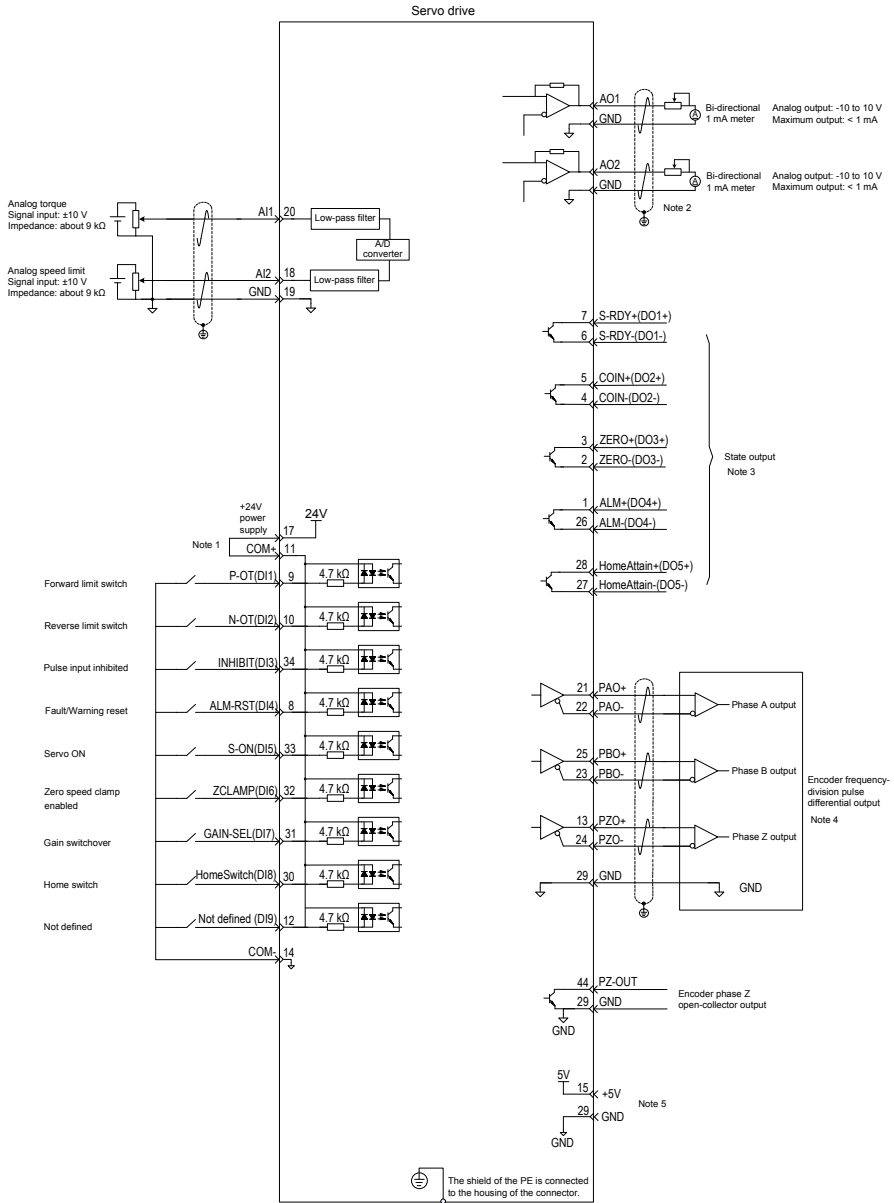 Servo drive
AO1
GND
Bi-directional
1 mA meter
Analog output: -10 to 10 V
Maximum output: < 1 mA
AO2
GND
Bi-directional
1 mA meter
Analog output: -10 to 10 V
Maximum output: < 1 mA
Note 2
A
A
Analog torque
Signal input: ±10 V
Impedance: about 9 kΩ
AI1 20
Low-pass filter
A/D
converter
Analog speed limit
Signal input: ±10 V
Impedance: about 9 kΩ
AI2 18
Low-pass filter
GND 19
7 S-RDY+(DO1+)
6 S-RDY-(DO1-)
5 COIN+(DO2+)
4 COIN-(DO2-)
3 ZERO+(DO3+)
2 ZERO-(DO3-)
1 ALM+(DO4+)
26 ALM-(DO4-)
28 HomeAttain+(DO5+)
27 HomeAttain-(DO5-)
State output
Note 3
+24V
power
supply
17
24V
Note 1
COM+ 11
Forward limit switch P-OT(DI1) 9 4.7 kΩ
Reverse limit switch N-OT(DI2) 10 4.7 kΩ
Pulse input inhibited INHIBIT(DI3) 34 4.7 kΩ
Fault/Warning reset ALM-RST(DI4) 8 4.7 kΩ
Servo ON S-ON(DI5) 33 4.7 kΩ
Zero speed clamp
enabled
ZCLAMP(DI6) 32 4.7 kΩ
Gain switchover GAIN-SEL(DI7) 31 4.7 kΩ
Home switch HomeSwitch(DI8) 30 4.7 kΩ
Not defined Not defined (DI9) 12 4.7 kΩ
COM- 14
21 PAO+
22 PAO-
Phase A output
25 PBO+
23 PBO-
Phase B output
13 PZO+
24 PZO-
Phase Z output
29 GND
GND
Encoder frequency-
division pulse
differential output
Note 4
44 PZ-OUT
29 GND
GND
Encoder phase Z
open-collector output
5V
15 +5V
29 GND
GND
Note 5
The shield of the PE is connected
to the housing of the connector.